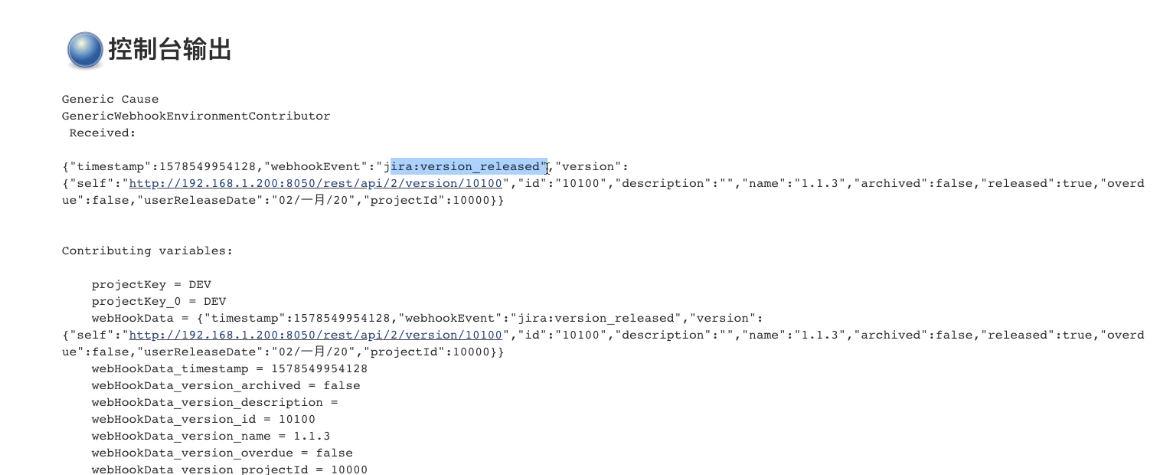 控制台输出
Generic Cause
GenericWebhookEnvironmentContributor
Received:
{"timestamp":1578549954128,"webhookEvent":"jira:version_released","version":
{"self":"http://192.168.1.200:8050/rest/api/2/version/10100","id":"10100","description":"","name":"1.1.3","archived":false,"released":true,"overd
ue":false,"userReleaseDate":"02/一月/20","projectId":10000}}
Contributing variables:
projectKey = DEV
projectKey_0 = DEV
webHookData = {"timestamp":1578549954128,"webhookEvent":"jira:version_released","version":
{"self":"http://192.168.1.200:8050/rest/api/2/version/10100","id":"10100","description":"","name":"1.1.3","archived":false,"released":true,"overd
ue":false,"userReleaseDate":"02/一月/20","projectId":10000}}
webHookData_timestamp = 1578549954128
webHookData_version_archived = false
webHookData_version_description =
webHookData_version_id = 10100
webHookData_version_name = 1.1.3
webHookData_version_overdue = false
webHookData_version_projectId = 10000